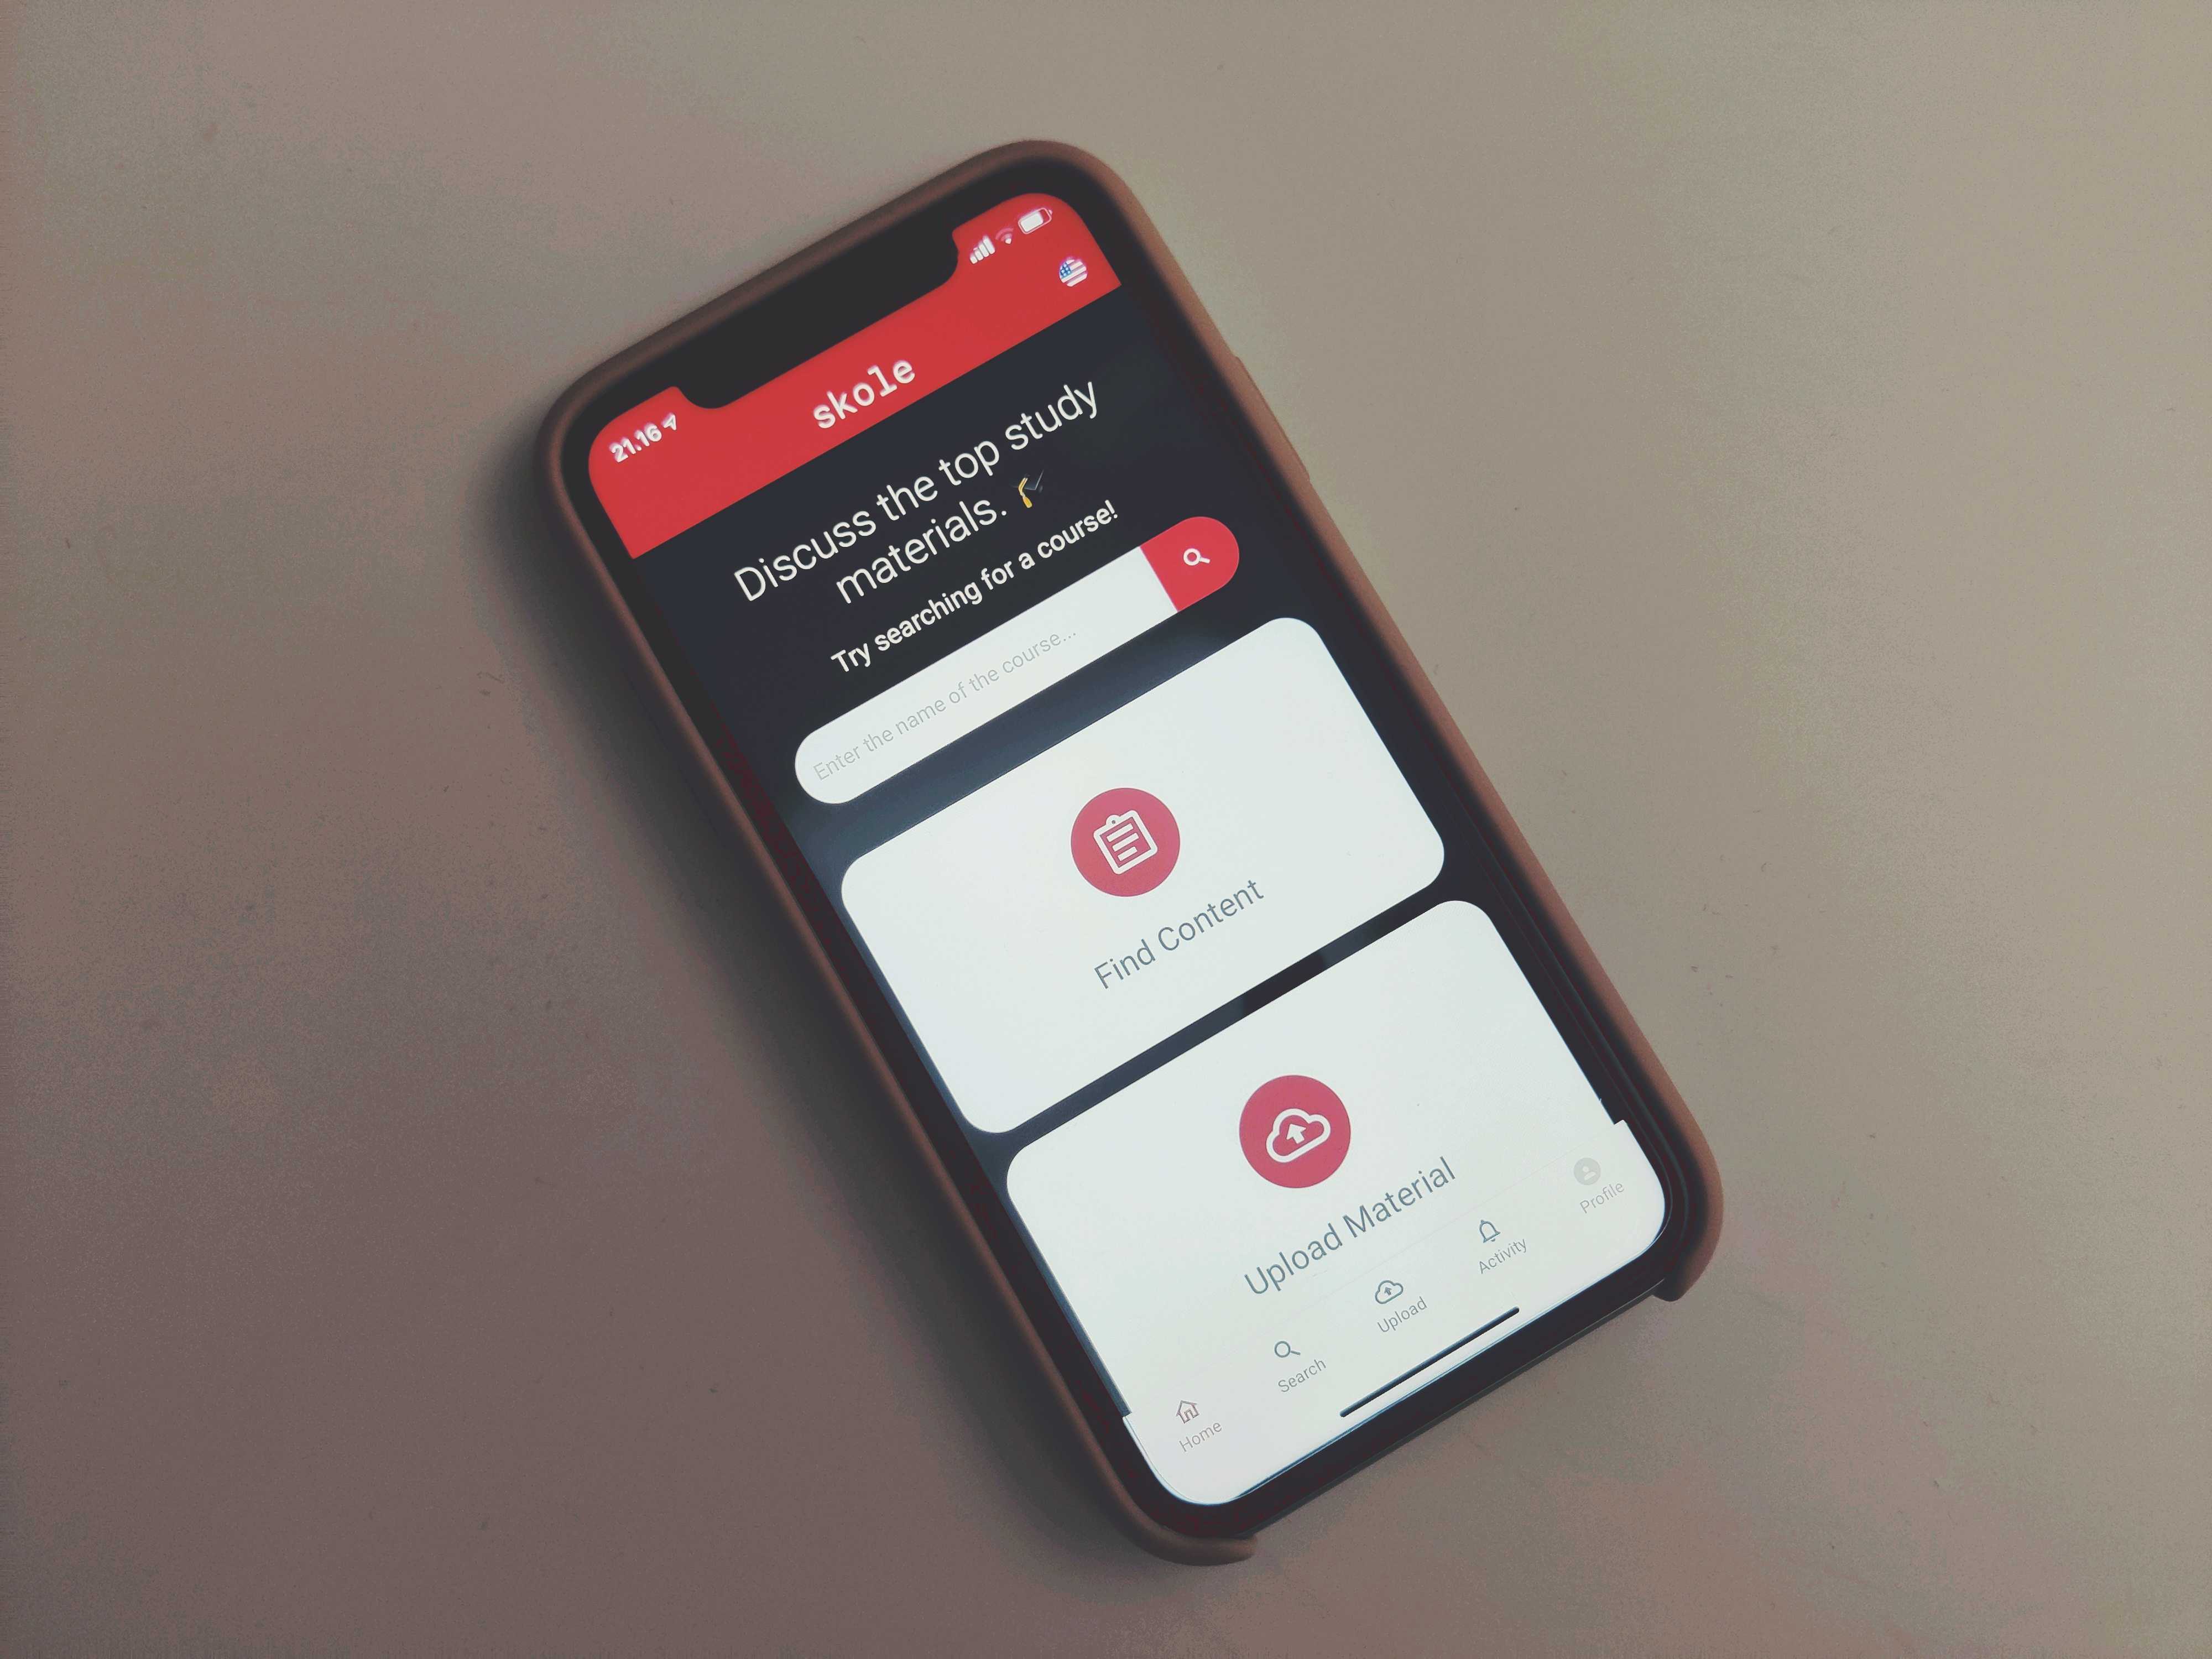 21.16
skole
Discuss the top study
materials. 🎓
Try searching for a course!
Enter the name of the course...
Find Content
Upload Material
Home
Search
Upload
Activity
Profile